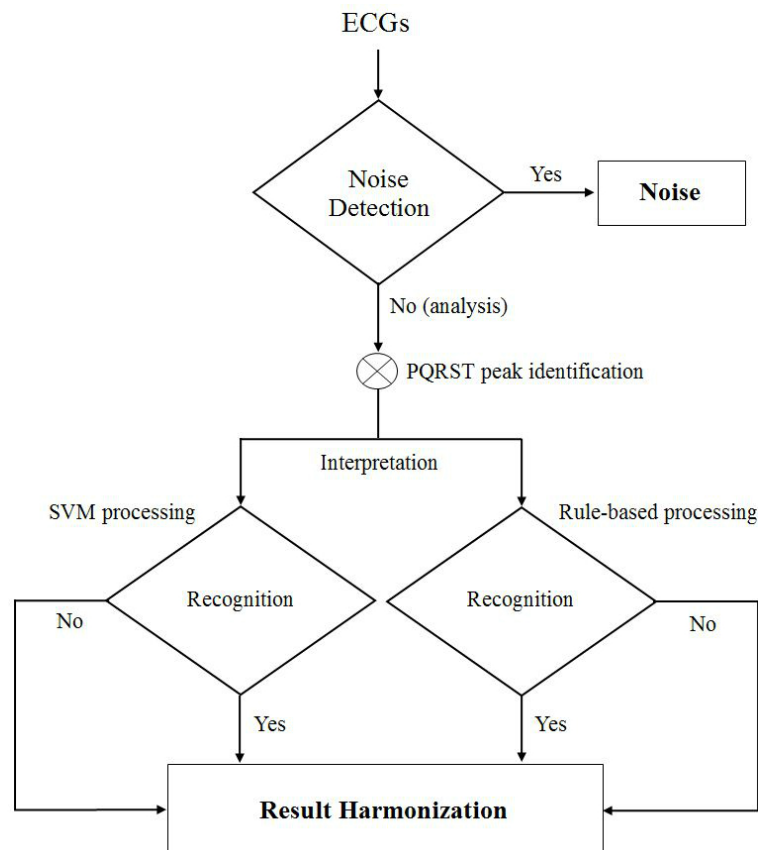 ECGs
Noise
Detection
Yes
Noise
No (analysis)
PQRST peak identification
Interpretation
SVM processing
Rule-based processing
Recognition
Recognition
No
No
Yes
Yes
Result Harmonization